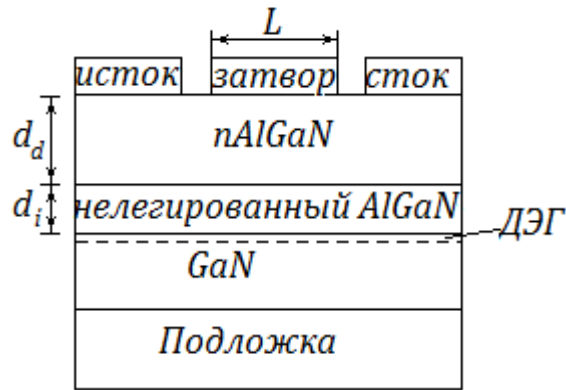 L
исток затвор сток
d_d nAlGaN
d_i нелегированный AlGaN
ДЭГ
GaN
Подложка